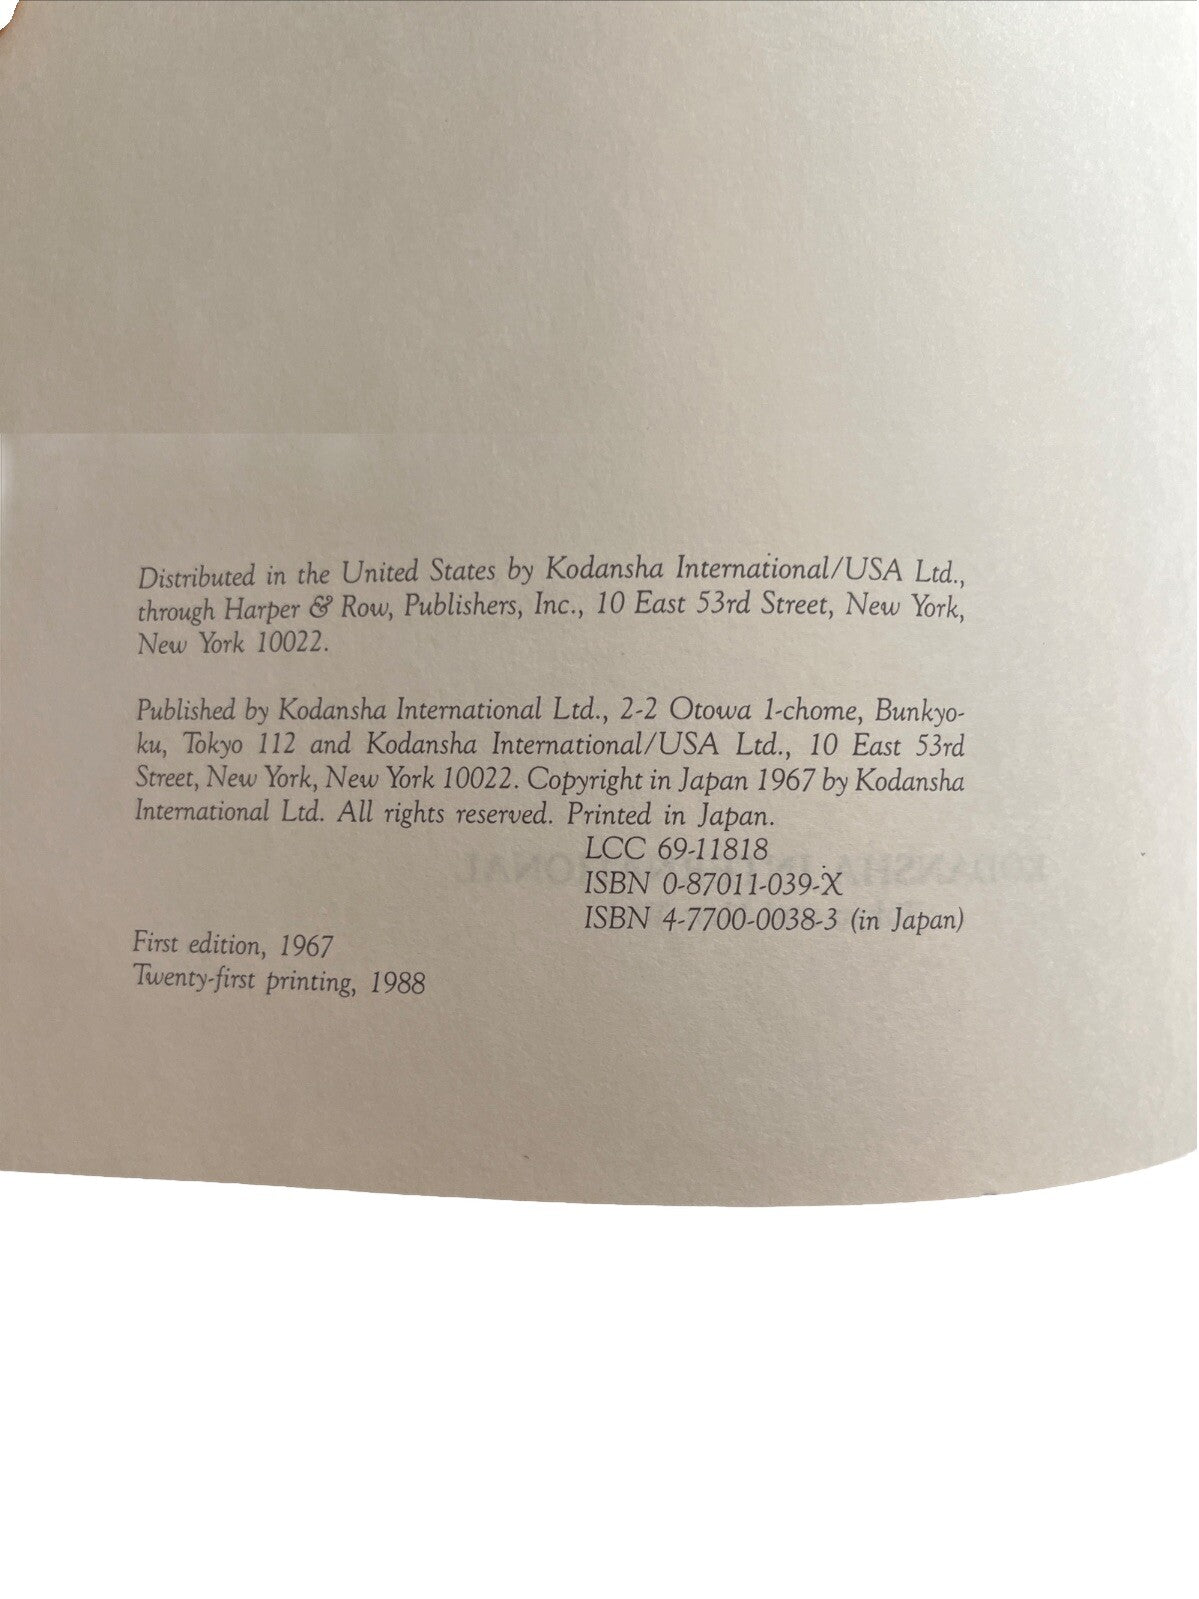 Distributed in the United States by Kodansha International/USA Ltd.,
through Harper & Row, Publishers, Inc., 10 East 53rd Street, New York,
New York 10022.
Published by Kodansha International Ltd., 2-2 Otowa 1-chome, Bunkyo-
ku, Tokyo 112 and Kodansha International/USA Ltd., 10 East 53rd
Street, New York, New York 10022. Copyright in Japan 1967 by Kodansha
International Ltd. All rights reserved. Printed in Japan.
LCC 69-11818
ISBN 0-87011-039-X
ISBN 4-7700-0038-3 (in Japan)
First edition, 1967
Twenty-first printing, 1988